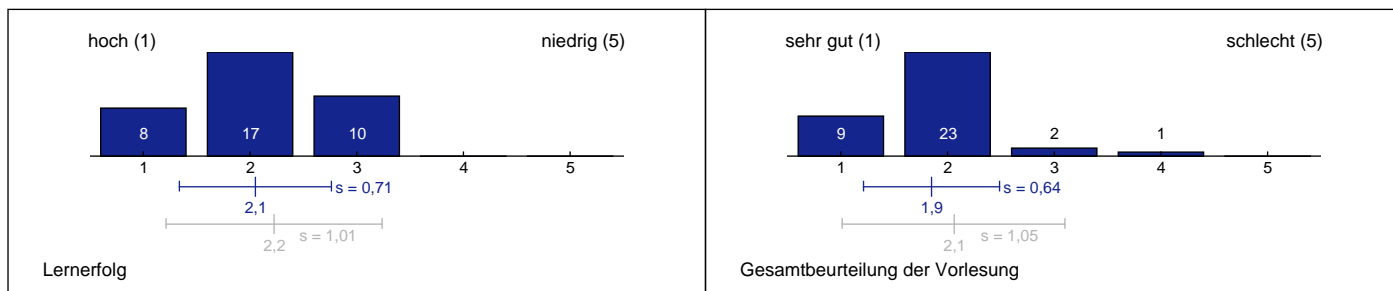 hoch (1) niedrig (5)
8 17 10
1 2 3 4 5
s = 0,71
2,1
s = 1,01
2,2
Lernerfolg
sehr gut (1) schlecht (5)
9 23 2 1
1 2 3 4 5
s = 0,64
1,9
s = 1,05
2,1
Gesamtbeurteilung der Vorlesung